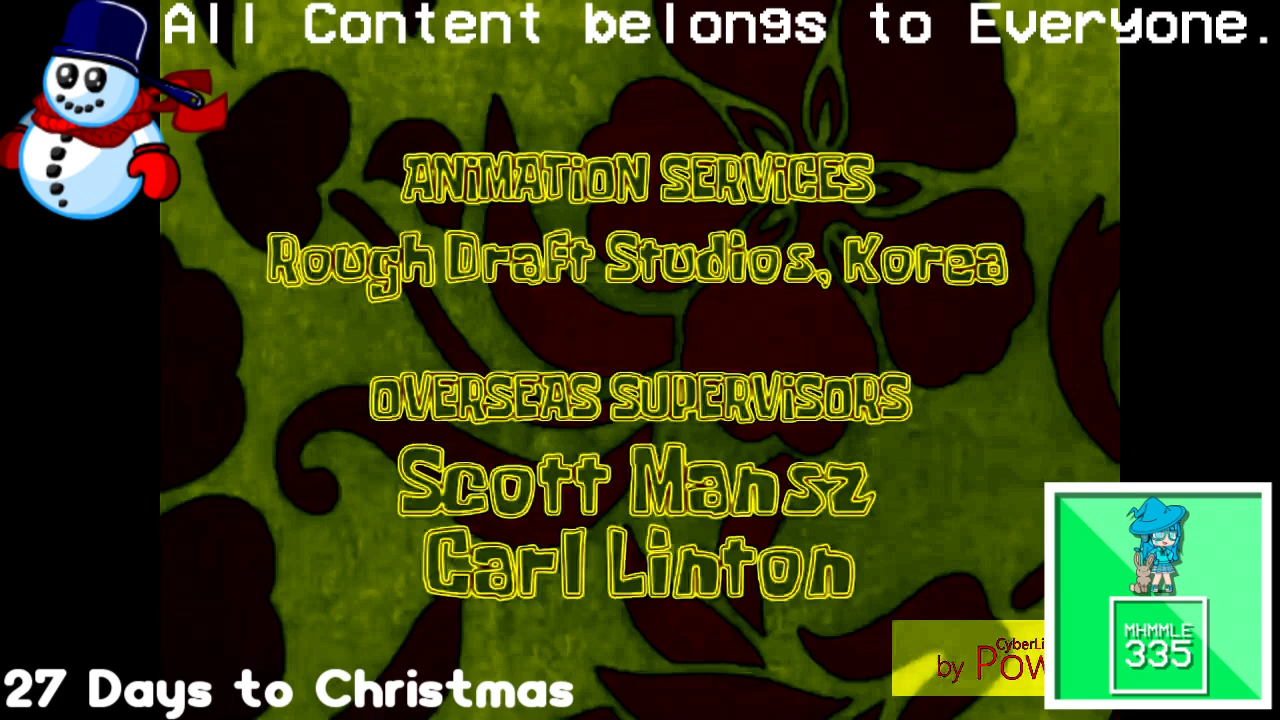 All Content belongs to Everyone.
ANiMATiON SERViCES
Rough Draft Studios, Korea
OVERSEAS SUPERViSORS
Scott Mansz
Carl Linton
by
MHMMLE
335
27 Days to Christmas